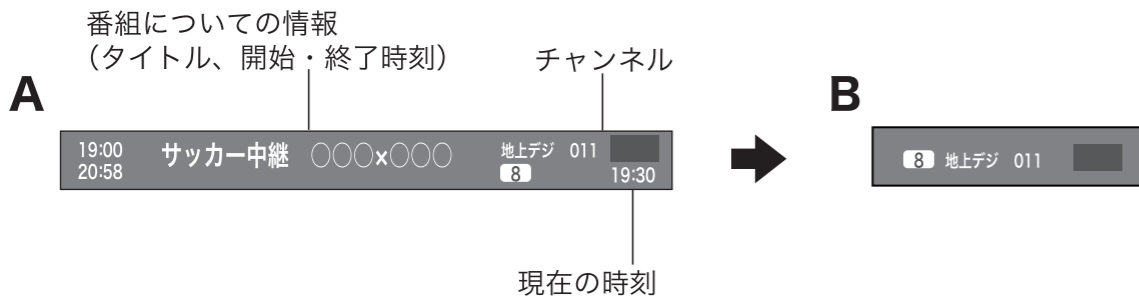 番組についての情報
（タイトル、開始・終了時刻）
チャンネル
A
19:00
20:58
サッカー中継 ○○○×○○○
地上デジ 011
8
19:30
現在の時刻
B
8 地上デジ 011